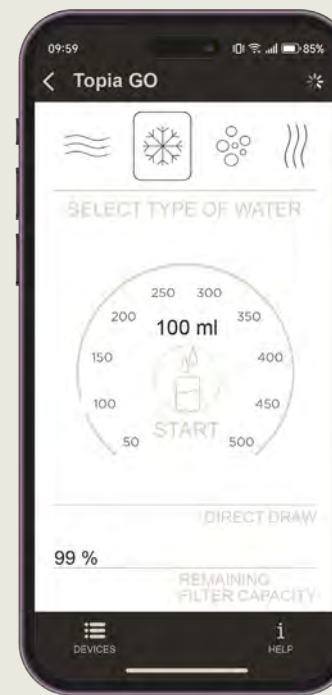 09:59
85%
Topia GO
SELECT TYPE OF WATER
250 300
200 350
100 ml
150 400
100 450
START
50 500
DIRECT DRAW
99 %
REMAINING
FILTER CAPACITY
DEVICES
HELP